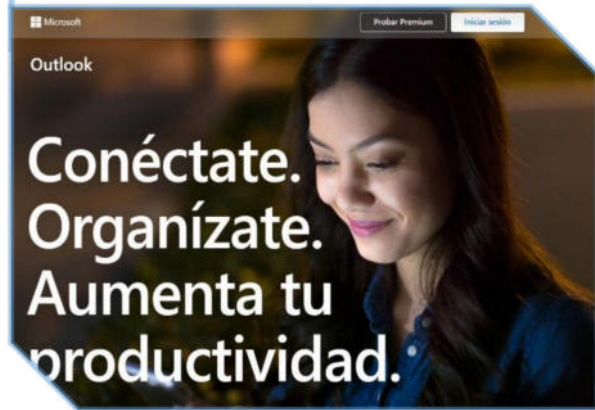 Microsoft
Probar Premium
Iniciar sesión
Outlook
Conéctate.
Organízate.
Aumenta tu
productividad.